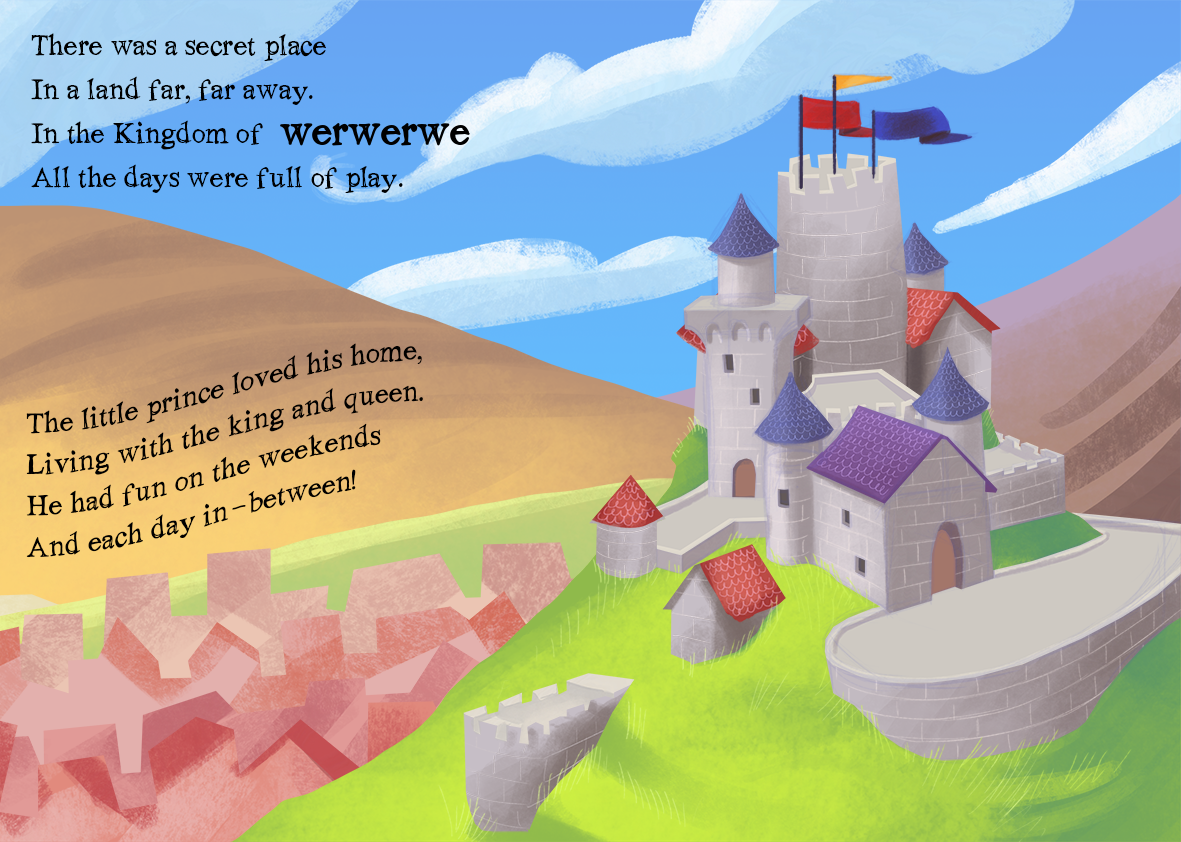 There was a secret place
In a land far, far away.
In the Kingdom of werwerwe
All the days were full of play.
The little prince loved his home,
Living with the king and queen.
He had fun on the weekends
And each day in-between!